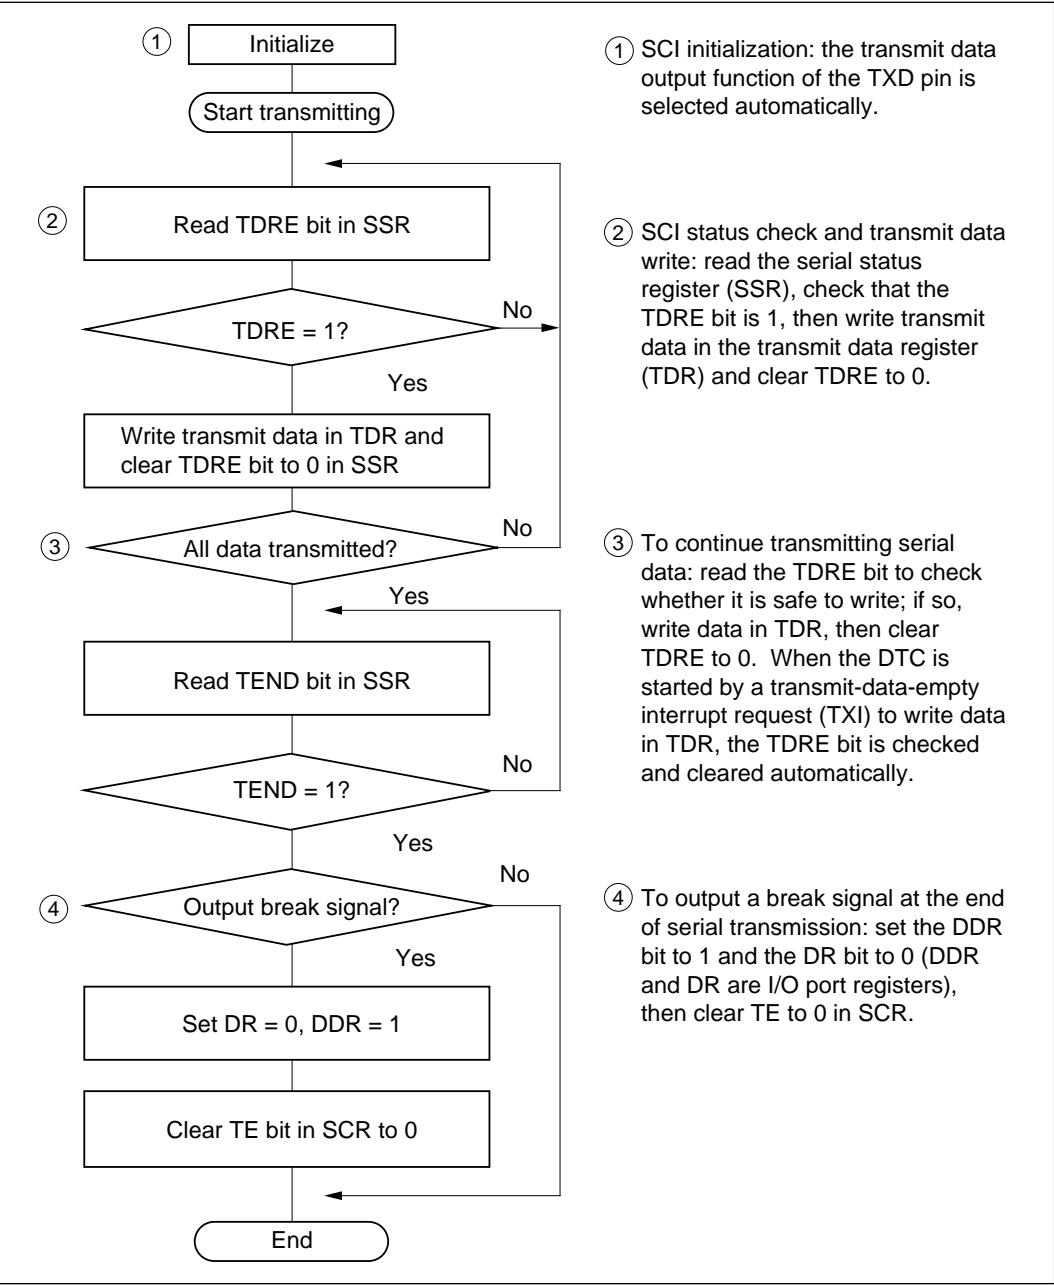 1 Initialize
Start transmitting
2 Read TDRE bit in SSR
TDRE = 1?
No
Yes
Write transmit data in TDR and
clear TDRE bit to 0 in SSR
3 All data transmitted?
No
Yes
Read TEND bit in SSR
TEND = 1?
No
Yes
4 Output break signal?
No
Yes
Set DR = 0, DDR = 1
Clear TE bit in SCR to 0
End
1 SCI initialization: the transmit data
output function of the TXD pin is
selected automatically.
2 SCI status check and transmit data
write: read the serial status
register (SSR), check that the
TDRE bit is 1, then write transmit
data in the transmit data register
(TDR) and clear TDRE to 0.
3 To continue transmitting serial
data: read the TDRE bit to check
whether it is safe to write; if so,
write data in TDR, then clear
TDRE to 0. When the DTC is
started by a transmit-data-empty
interrupt request (TXI) to write data
in TDR, the TDRE bit is checked
and cleared automatically.
4 To output a break signal at the end
of serial transmission: set the DDR
bit to 1 and the DR bit to 0 (DDR
and DR are I/O port registers),
then clear TE to 0 in SCR.